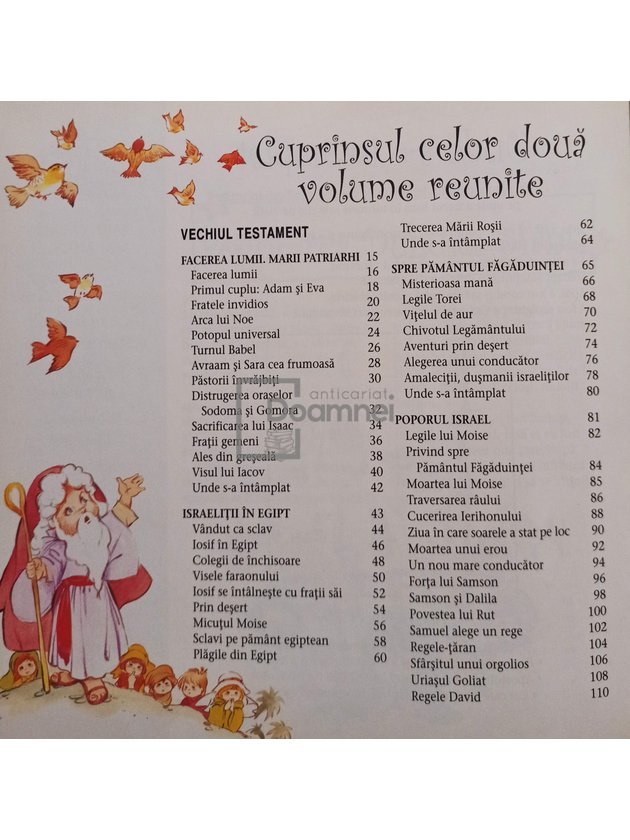 Cuprinsul celor două
volume reunite
VECHIUL TESTAMENT
FACEREA LUMII. MARII PATRIARHI 15
Facerea lumii 16
Primul cuplu: Adam și Eva 18
Fratele invidios 20
Arca lui Noe 22
Potopul universal 24
Turnul Babel 26
Avraam și Sara cea frumoasă 28
Păstorii învrăjbiți 30
Distrugerea orașelor
Sodoma și Gomora 32
Sacrificarea lui Isaac 34
Frații gemeni 36
Ales din greșeală 38
Visul lui Iacov 40
Unde s-a întâmplat 42
ISRAELIȚII ÎN EGIPT 43
Vândut ca sclav 44
Iosif în Egipt 46
Colegii de închisoare 48
Visele faraonului 50
Iosif se întâlnește cu frații săi 52
Prin deșert 54
Micuțul Moise 56
Sclavi pe pământ egiptean 58
Plăgile din Egipt 60
Trecerea Mării Roșii 62
Unde s-a întâmplat 64
SPRE PĂMÂNTUL FĂGĂDUINȚEI 65
Misterioasa mană 66
Legile Torei 68
Vițelul de aur 70
Chivotul Legământului 72
Aventuri prin deșert 74
Alegerea unui conducător 76
Amaleciții, dușmanii israeliților 78
Unde s-a întâmplat 80
POPORUL ISRAEL 81
Legile lui Moise 82
Privind spre
Pământul Făgăduinței 84
Moartea lui Moise 85
Traversarea râului 86
Cucerirea Ierihonului 88
Ziua în care soarele a stat pe loc 90
Moartea unui erou 92
Un nou mare conducător 94
Forța lui Samson 96
Samson și Dalila 98
Povestea lui Rut 100
Samuel alege un rege 102
Regele-țăran 104
Sfârșitul unui orgolios 106
Uriașul Goliat 108
Regele David 110
anticariat
Doamnei